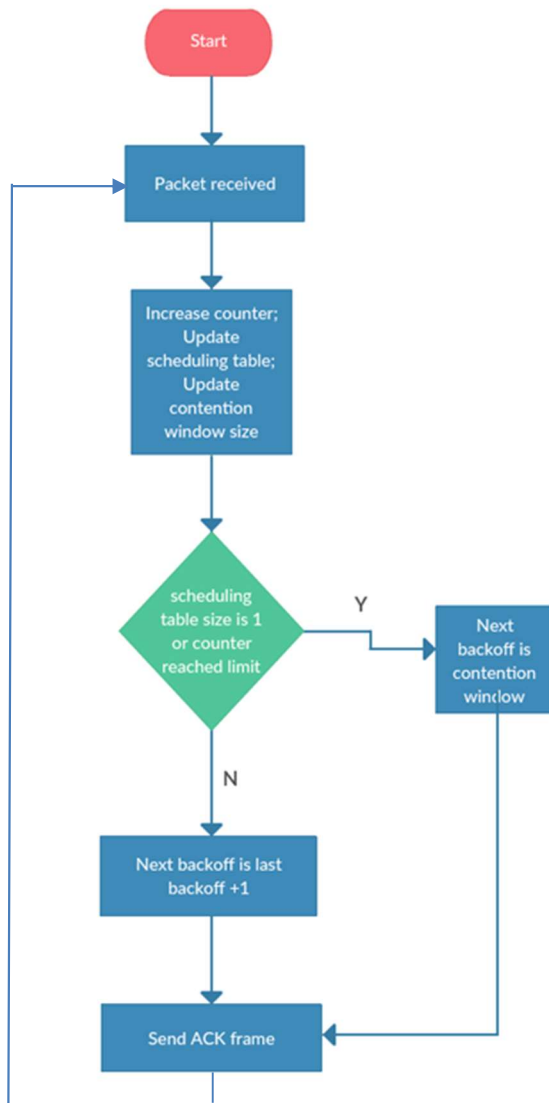 Start
Packet received
Increase counter;
Update
scheduling table;
Update
contention
window size
scheduling
table size is 1
or counter
reached limit
Y
Next
backoff is
contention
window
N
Next backoff is last
backoff +1
Send ACK frame